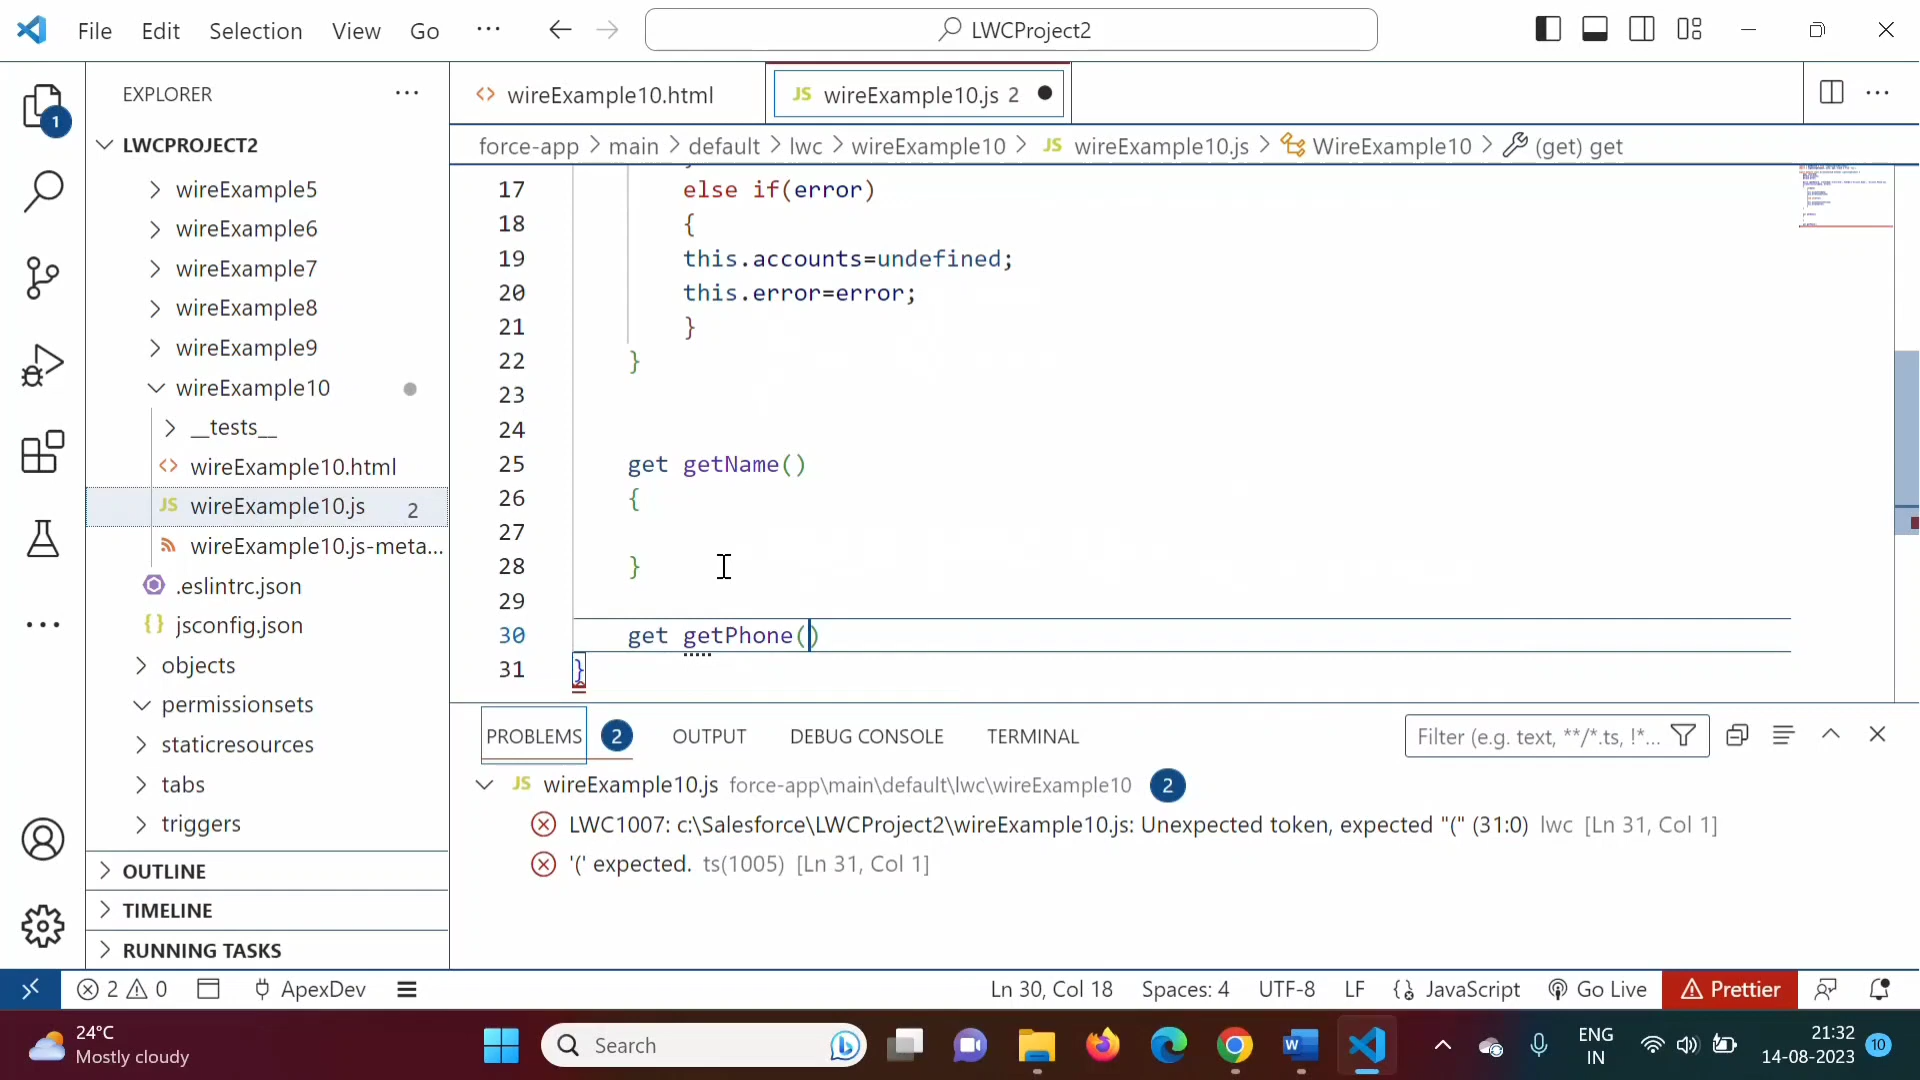 File Edit Selection View Go ··· LWCProject2
EXPLORER ···
LWCPROJECT2
wireExample5
wireExample6
wireExample7
wireExample8
wireExample9
wireExample10
__tests__
wireExample10.html
wireExample10.js 2
wireExample10.js-meta...
.eslintrc.json
jsconfig.json
objects
permissionsets
staticresources
tabs
triggers
OUTLINE
TIMELINE
RUNNING TASKS
1
wireExample10.html JS wireExample10.js 2
force-app > main > default > lwc > wireExample10 > JS wireExample10.js > WireExample10 > (get) get
17 else if(error)
18 {
19 this.accounts=undefined;
20 this.error=error;
21 }
22 }
23
24
25 get getName()
26 {
27
28 }
29
30 get getPhone()
31 }
PROBLEMS 2 OUTPUT DEBUG CONSOLE TERMINAL Filter (e.g. text, **/*.ts, !*...
JS wireExample10.js force-app\main\default\lwc\wireExample10 2
LWC1007: c:\Salesforce\LWCProject2\wireExample10.js: Unexpected token, expected "(" (31:0) lwc [Ln 31, Col 1]
'(' expected. ts(1005) [Ln 31, Col 1]
2 0 ApexDev Ln 30, Col 18 Spaces: 4 UTF-8 LF JavaScript Go Live Prettier
24°C
Mostly cloudy
Search
ENG
IN
21:32
14-08-2023
10